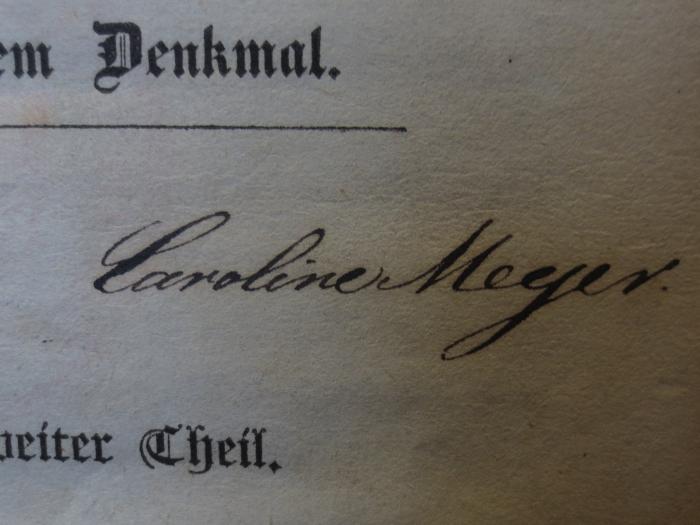 em Denkmal.
Caroline Meyer.
weiter Theil.